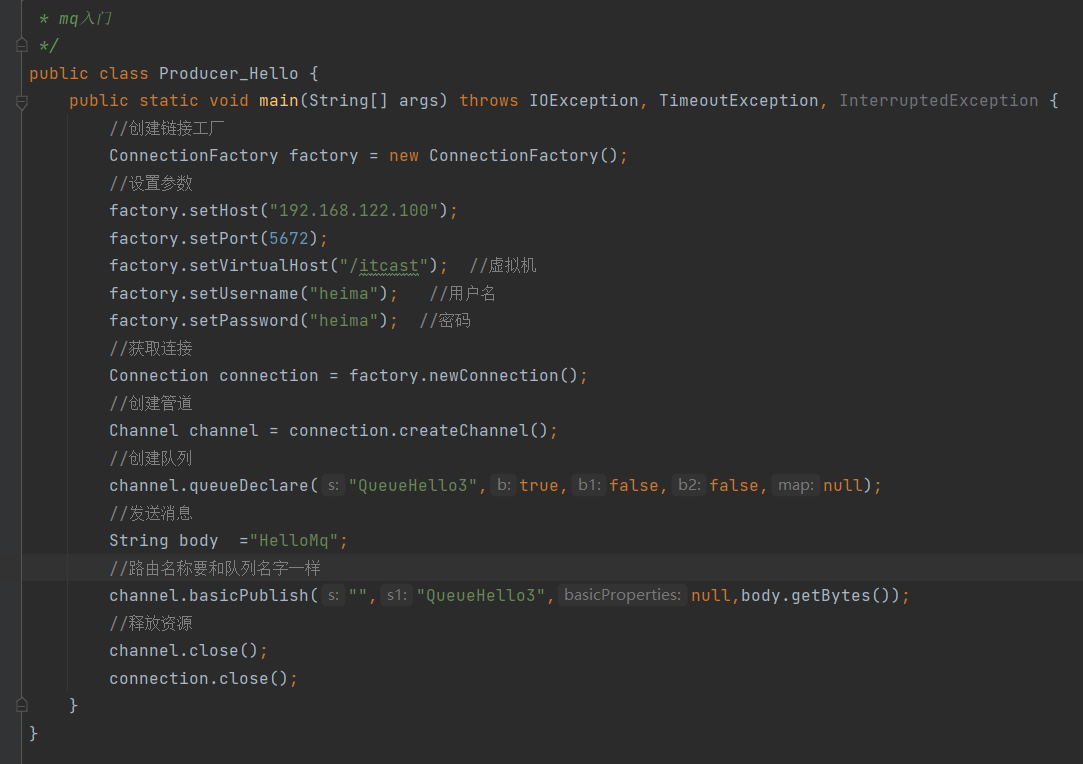 * mq入门
*/
public class Producer_Hello {
public static void main(String[] args) throws IOException, TimeoutException, InterruptedException {
//创建链接工厂
ConnectionFactory factory = new ConnectionFactory();
//设置参数
factory.setHost("192.168.122.100");
factory.setPort(5672);
factory.setVirtualHost("/itcast");  //虚拟机
factory.setUsername("heima");   //用户名
factory.setPassword("heima");  //密码
//获取连接
Connection connection = factory.newConnection();
//创建管道
Channel channel = connection.createChannel();
//创建队列
channel.queueDeclare( s: "QueueHello3", b: true, b1: false, b2: false, map: null);
//发送消息
String body  ="HelloMq";
//路由名称要和队列名字一样
channel.basicPublish( s: "", s1: "QueueHello3", basicProperties: null,body.getBytes());
//释放资源
channel.close();
connection.close();
}
}